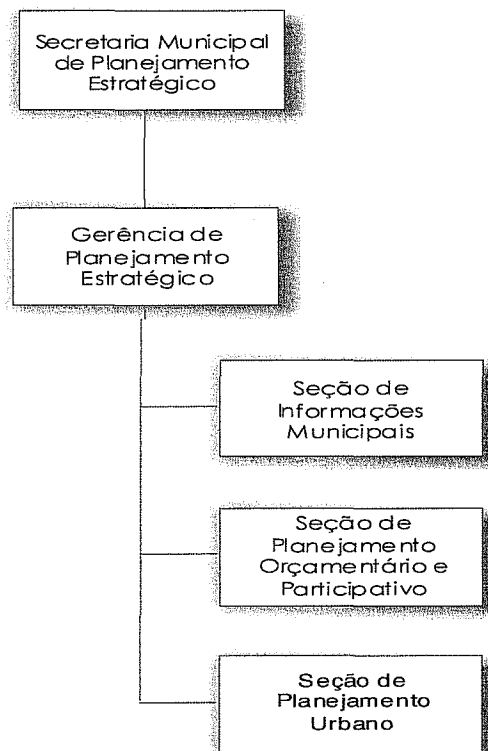 Secretaria Municipal
de Planejamento
Estratégico
Gerência de
Planejamento
Estratégico
Seção de
Informações
Municipais
Seção de
Planejamento
Orçamentário e
Participativo
Seção de
Planejamento
Urbano